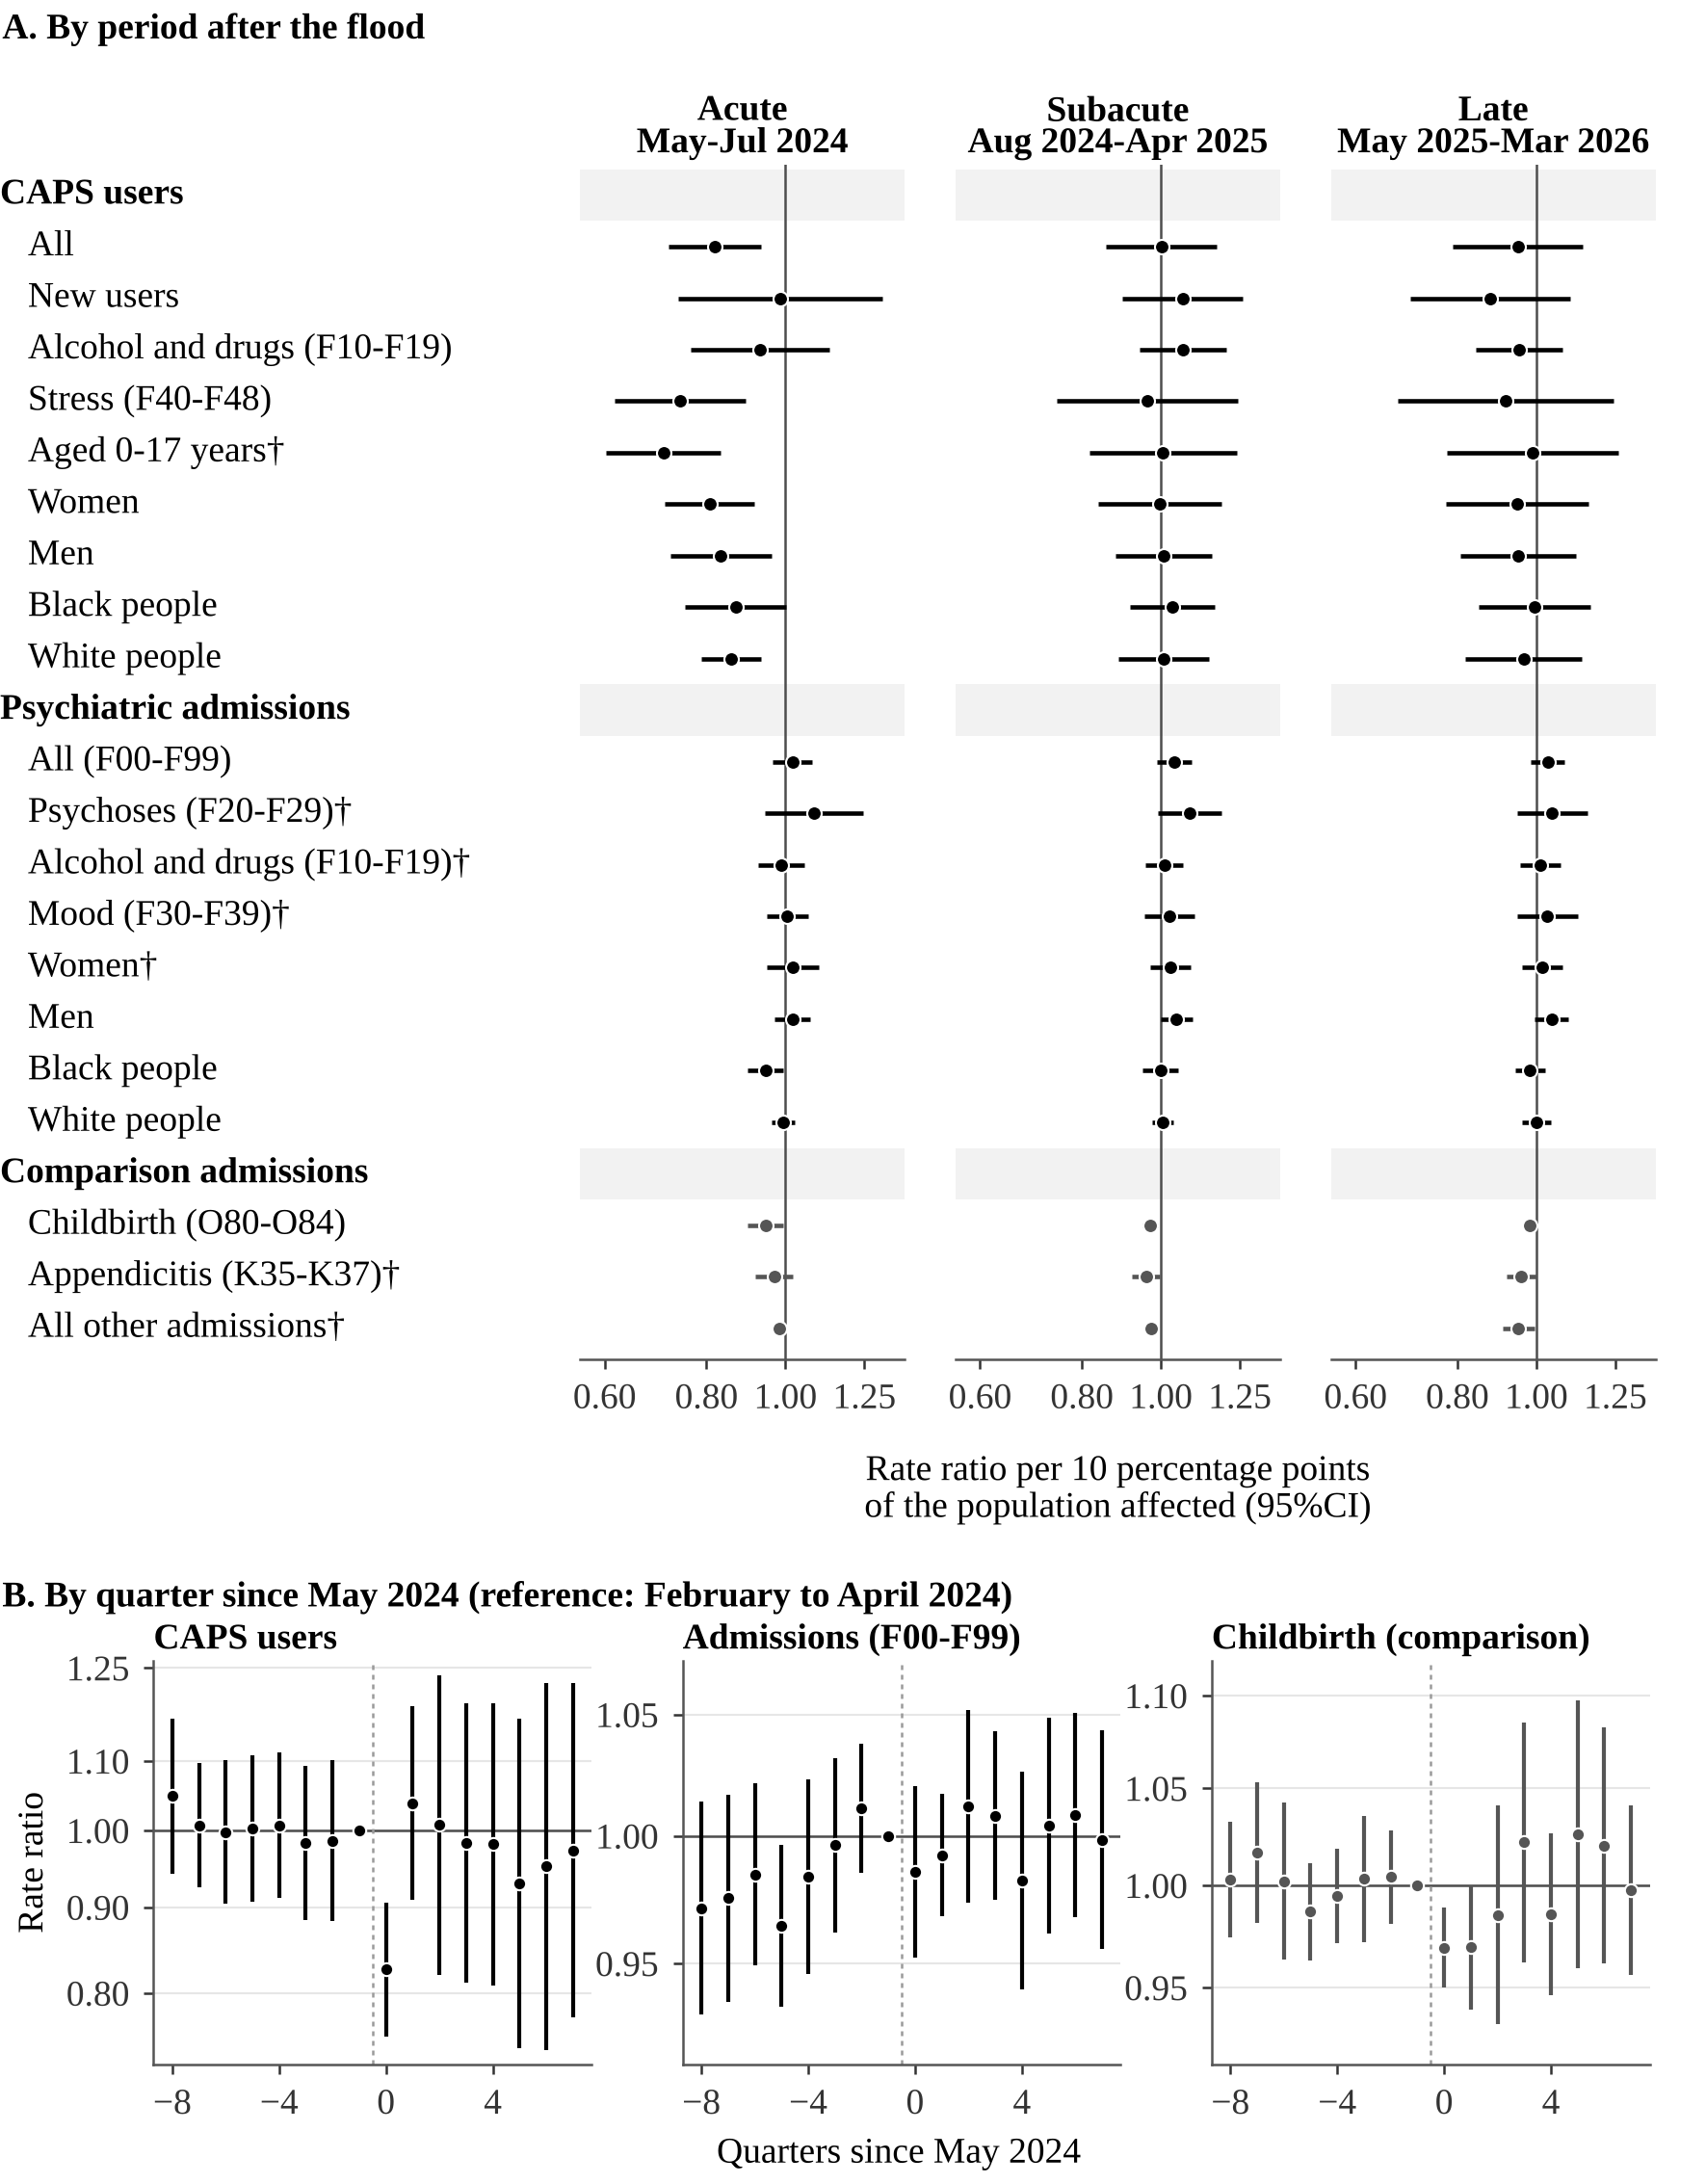 A. By period after the flood
Acute
May-Jul 2024
Subacute
Aug 2024-Apr 2025
Late
May 2025-Mar 2026
CAPS users
All
New users
Alcohol and drugs (F10-F19)
Stress (F40-F48)
Aged 0-17 years†
Women
Men
Black people
White people
Psychiatric admissions
All (F00-F99)
Psychoses (F20-F29)†
Alcohol and drugs (F10-F19)†
Mood (F30-F39)†
Women†
Men
Black people
White people
Comparison admissions
Childbirth (O80-O84)
Appendicitis (K35-K37)†
All other admissions†
0.60 0.80 1.00 1.25 0.60 0.80 1.00 1.25 0.60 0.80 1.00 1.25
Rate ratio per 10 percentage points
of the population affected (95%CI)
B. By quarter since May 2024 (reference: February to April 2024)
CAPS users
1.25
1.10
1.00
0.90
0.80
Rate ratio
−8 −4 0 4
Admissions (F00-F99)
1.05
1.00
0.95
−8 −4 0 4
Childbirth (comparison)
1.10
1.05
1.00
0.95
−8 −4 0 4
Quarters since May 2024